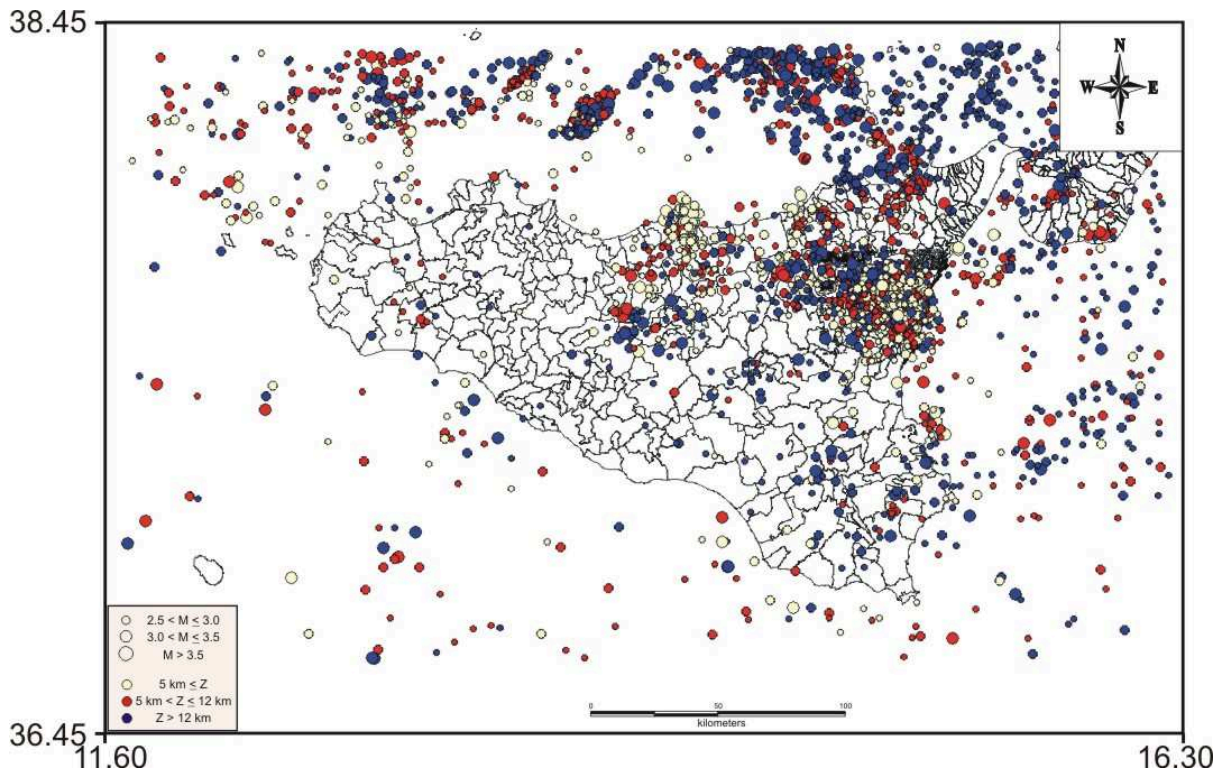 38.45
N
W E
S
2.5 < M ≤ 3.0
3.0 < M ≤ 3.5
M > 3.5
5 km ≤ Z
5 km < Z ≤ 12 km
Z > 12 km
0 50 100
kilometers
36.45
11.60 16.30